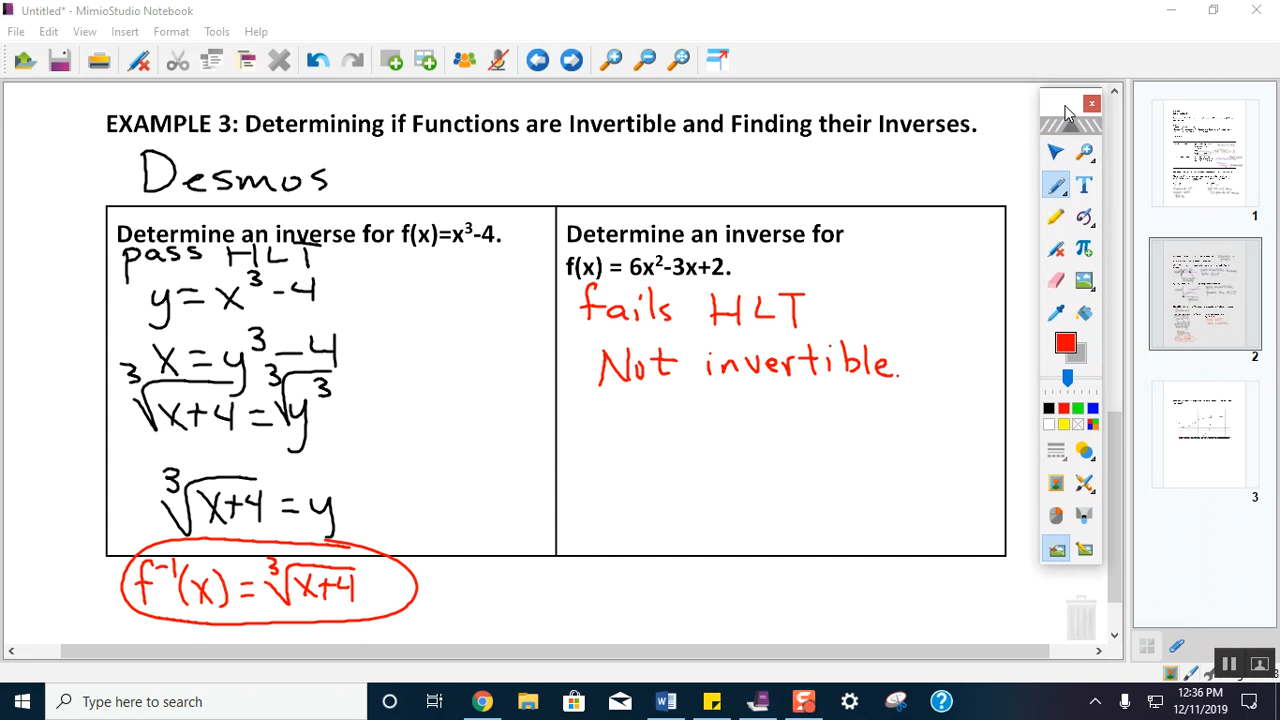 Untitled* - MimioStudio Notebook
File Edit View Insert Format Tools Help
EXAMPLE 3: Determining if Functions are Invertible and Finding their Inverses.
Desmos
Determine an inverse for f(x)=x³-4.
pass HLT
y = x³ - 4
x = y³ - 4
∛x+4 = ∛y³
∛x+4 = y
f⁻¹(x) = ∛x+4
Determine an inverse for
f(x) = 6x²-3x+2.
fails HLT
Not invertible.
1
2
3
Type here to search
12:36 PM
12/11/2019